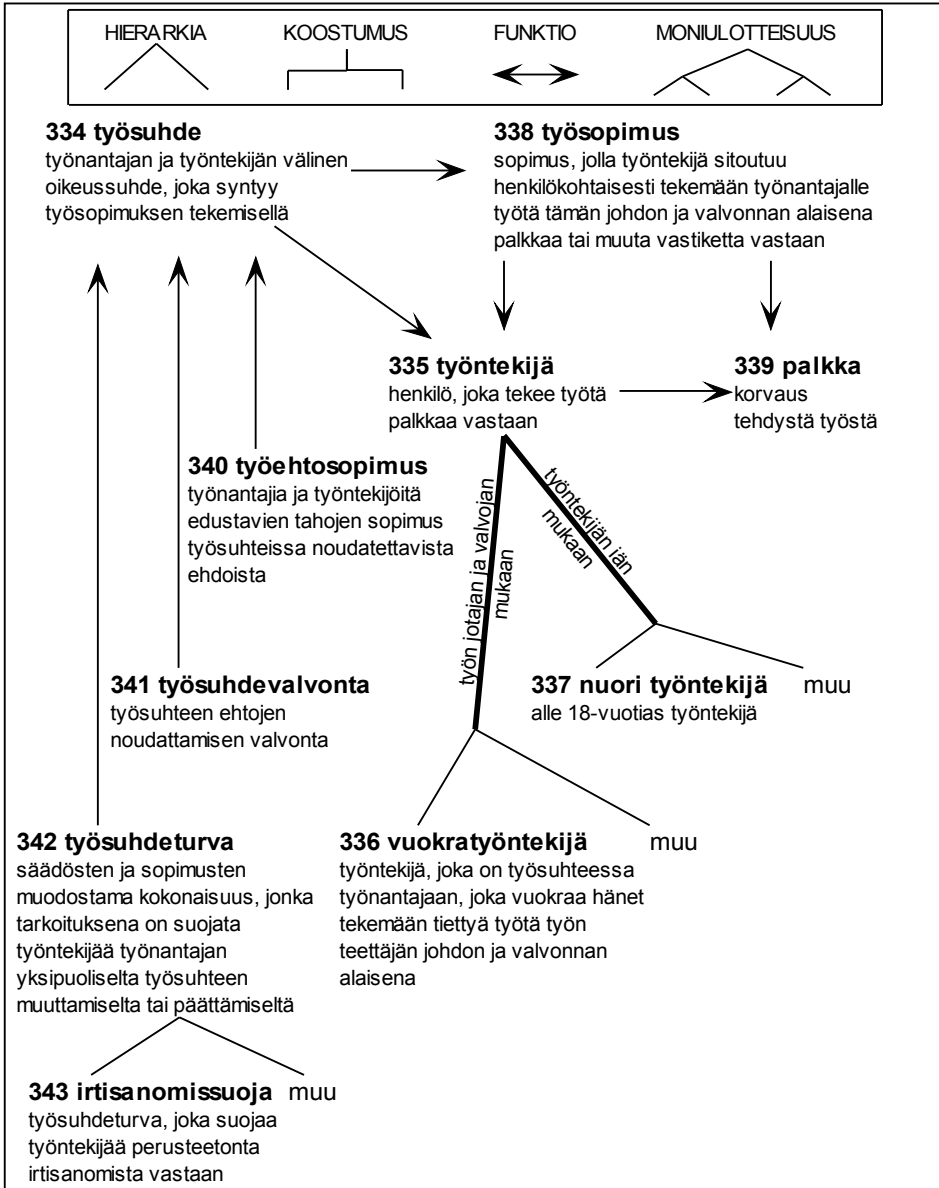 HIERARKIA KOOSTUMUS FUNKTIO MONIULOTTEISUUS
334 työsuhde
työnantajan ja työntekijän välinen
oikeussuhde, joka syntyy
työsopimuksen tekemisellä
338 työsopimus
sopimus, jolla työntekijä sitoutuu
henkilökohtaisesti tekemään työnantajalle
työtä tämän johdon ja valvonnan alaisena
palkkaa tai muuta vastiketta vastaan
335 työntekijä
henkilö, joka tekee työtä
palkkaa vastaan
339 palkka
korvaus
tehdystä työstä
340 työehtosopimus
työnantajia ja työntekijöitä
edustavien tahojen sopimus
työsuhteissa noudatettavista
ehdoista
työn jotajan ja valvojan
mukaan
työntekijän iän
mukaan
341 työsuhdevalvonta
työsuhteen ehtojen
noudattamisen valvonta
337 nuori työntekijä muu
alle 18-vuotias työntekijä
342 työsuhdeturva
säädösten ja sopimusten
muodostama kokonaisuus, jonka
tarkoituksena on suojata
työntekijää työnantajan
yksipuoliselta työsuhteen
muuttamiselta tai päättämiseltä
336 vuokratyöntekijä muu
työntekijä, joka on työsuhteessa
työnantajaan, joka vuokraa hänet
tekemään tiettyä työtä työn
teettäjän johdon ja valvonnan
alaisena
343 irtisanomissuoja muu
työsuhdeturva, joka suojaa
työntekijää perusteetonta
irtisanomista vastaan